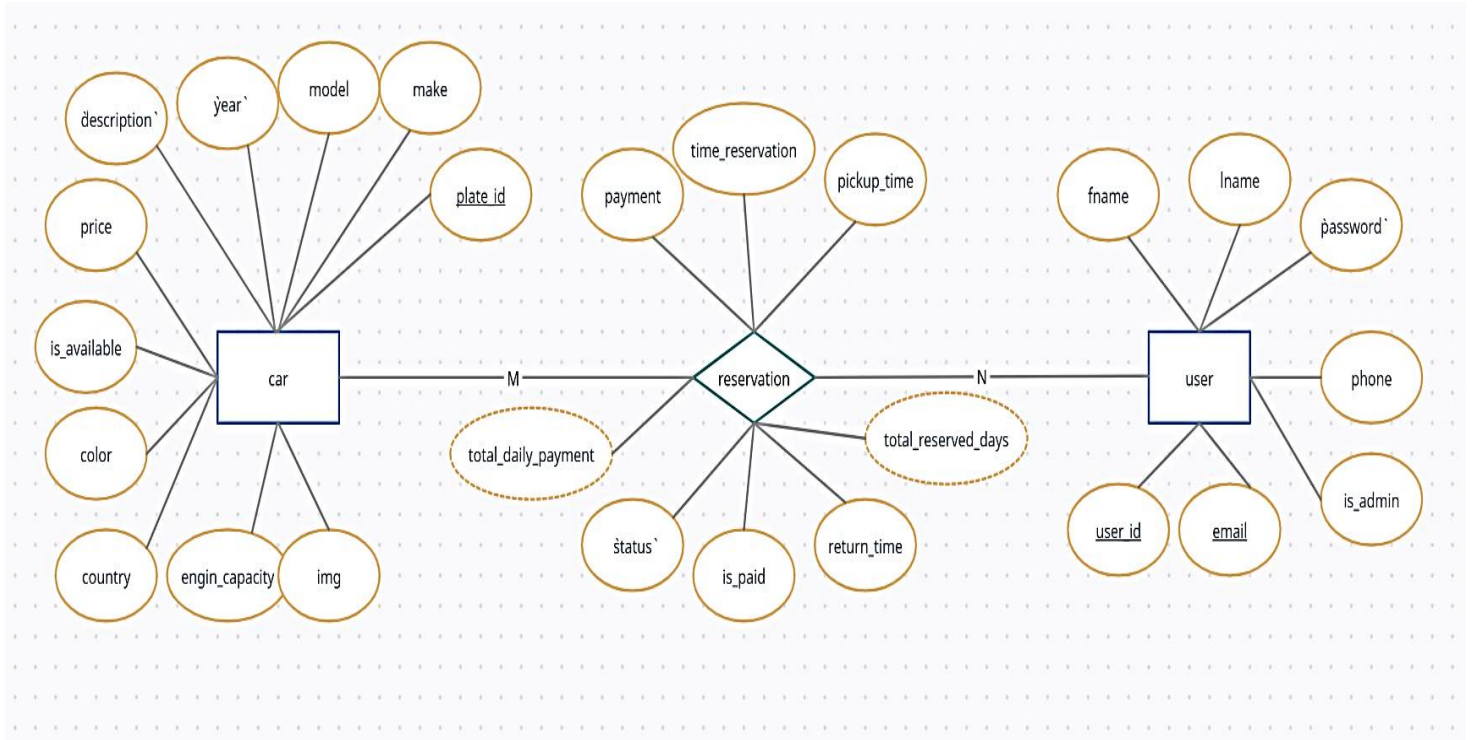 model
make
`year`
`description`
time_reservation
pickup_time
lname
payment
plate_id
fname
price
`password`
is_available
car
M
reservation
N
user
phone
color
total_daily_payment
total_reserved_days
is_admin
user_id
email
`status`
return_time
country
engin_capacity
img
is_paid